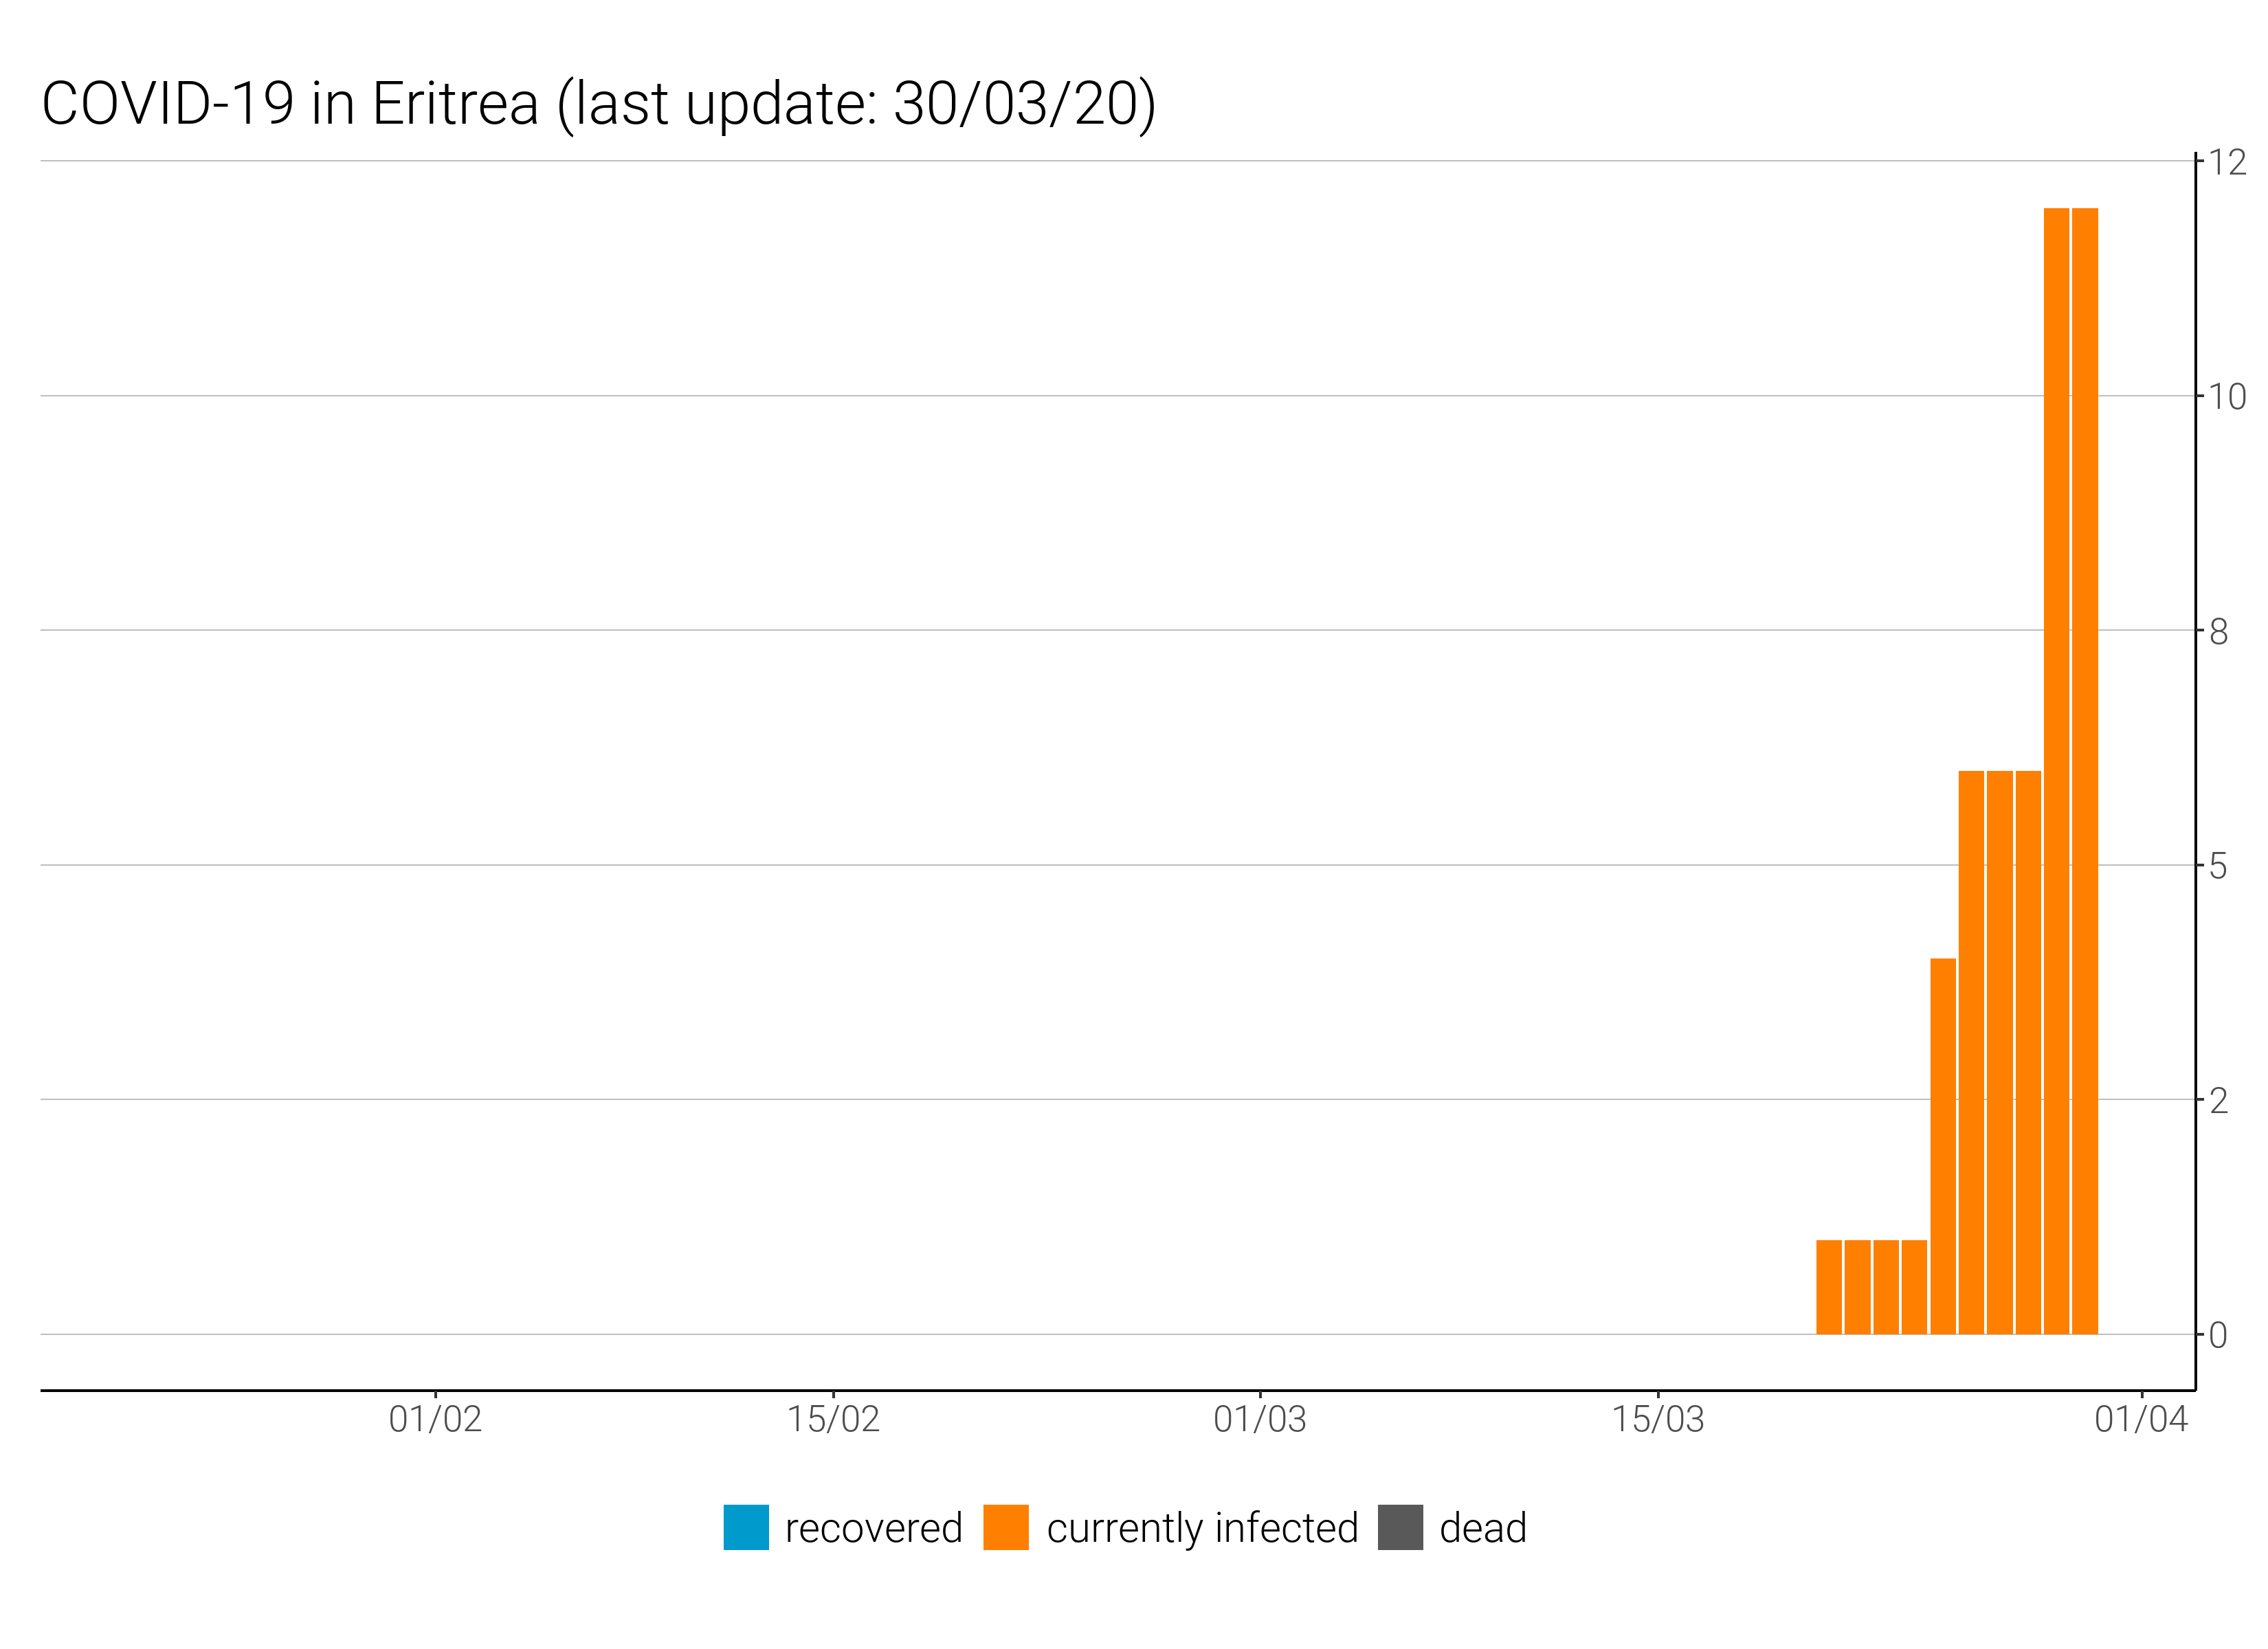 COVID-19 in Eritrea (last update: 30/03/20)
12
10
8
5
2
0
01/02 15/02 01/03 15/03 01/04
recovered currently infected dead